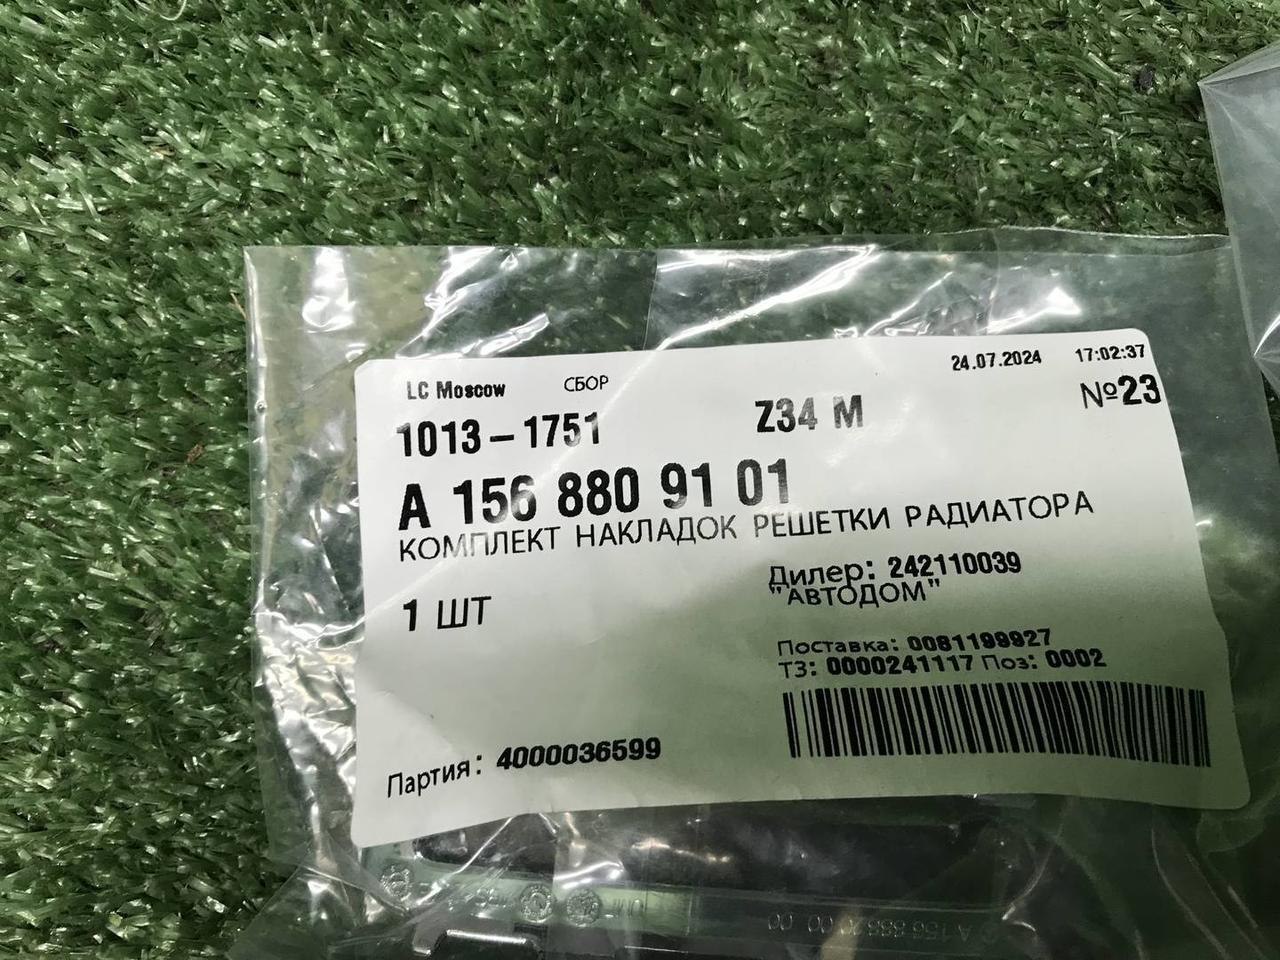 LC Moscow СБОР 24.07.2024 17:02:37
1013-1751 Z34 M №23
A 156 880 91 01
КОМПЛЕКТ НАКЛАДОК РЕШЕТКИ РАДИАТОРА
1 ШТ
Дилер: 242110039
"АВТОДОМ"
Поставка: 0081199927
ТЗ: 0000241117 Поз: 0002
Партия: 4000036599